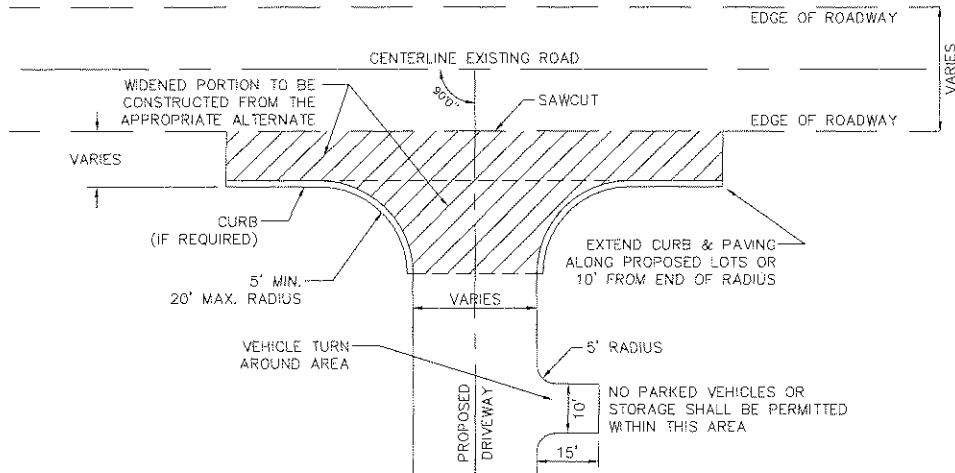 EDGE OF ROADWAY
CENTERLINE EXISTING ROAD
VARIES
WIDENED PORTION TO BE
CONSTRUCTED FROM THE
APPROPRIATE ALTERNATE
90'0"
SAWCUT
EDGE OF ROADWAY
VARIES
CURB
(IF REQUIRED)
EXTEND CURB & PAVING
ALONG PROPOSED LOTS OR
10' FROM END OF RADIUS
5' MIN.
20' MAX. RADIUS
VARIES
VEHICLE TURN
AROUND AREA
5' RADIUS
PROPOSED
DRIVEWAY
10'
NO PARKED VEHICLES OR
STORAGE SHALL BE PERMITTED
WITHIN THIS AREA
15'